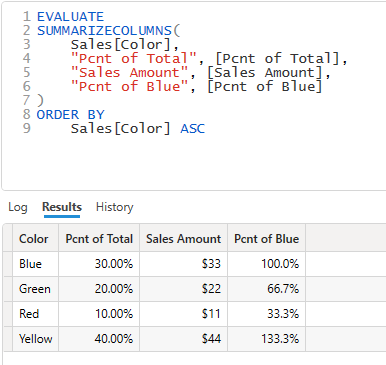 1 EVALUATE
2 SUMMARIZECOLUMNS(
3 Sales[Color],
4 "Pcnt of Total", [Pcnt of Total],
5 "Sales Amount", [Sales Amount],
6 "Pcnt of Blue", [Pcnt of Blue]
7 )
8 ORDER BY
9 Sales[Color] ASC
Log Results History
Color Pcnt of Total Sales Amount Pcnt of Blue
Blue 30.00% $33 100.0%
Green 20.00% $22 66.7%
Red 10.00% $11 33.3%
Yellow 40.00% $44 133.3%